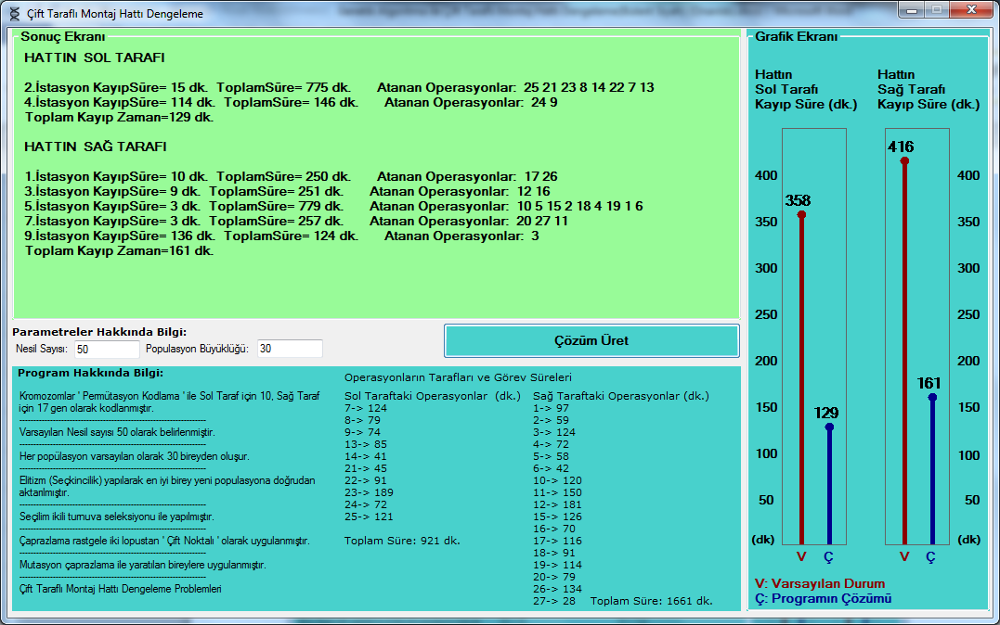 Çift Taraflı Montaj Hattı Dengeleme
Sonuç Ekranı
HATTIN SOL TARAFI
2.İstasyon KayıpSüre= 15 dk. ToplamSüre= 775 dk. Atanan Operasyonlar: 25 21 23 8 14 22 7 13
4.İstasyon KayıpSüre= 114 dk. ToplamSüre= 146 dk. Atanan Operasyonlar: 24 9
Toplam Kayıp Zaman=129 dk.
HATTIN SAĞ TARAFI
1.İstasyon KayıpSüre= 10 dk. ToplamSüre= 250 dk. Atanan Operasyonlar: 17 26
3.İstasyon KayıpSüre= 9 dk. ToplamSüre= 251 dk. Atanan Operasyonlar: 12 16
5.İstasyon KayıpSüre= 3 dk. ToplamSüre= 779 dk. Atanan Operasyonlar: 10 5 15 2 18 4 19 1 6
7.İstasyon KayıpSüre= 3 dk. ToplamSüre= 257 dk. Atanan Operasyonlar: 20 27 11
9.İstasyon KayıpSüre= 136 dk. ToplamSüre= 124 dk. Atanan Operasyonlar: 3
Toplam Kayıp Zaman=161 dk.
Parametreler Hakkında Bilgi:
Nesil Sayısı: 50 Populasyon Büyüklüğü: 30
Çözüm Üret
Program Hakkında Bilgi:
Kromozomlar ' Permütasyon Kodlama ' ile Sol Taraf için 10, Sağ Taraf
için 17 gen olarak kodlanmıştır.
Varsayılan Nesil sayısı 50 olarak belirlenmiştir.
Her popülasyon varsayılan olarak 30 bireyden oluşur.
Elitizm (Seçkincilik) yapılarak en iyi birey yeni populasyona doğrudan
aktarılmıştır.
Seçilim ikili turnuva seleksiyonu ile yapılmıştır.
Çaprazlama rastgele iki lopustan ' Çift Noktalı ' olarak uygulanmıştır.
Mutasyon çaprazlama ile yaratılan bireylere uygulanmıştır.
Çift Taraflı Montaj Hattı Dengeleme Problemleri
Operasyonların Tarafları ve Görev Süreleri
Sol Taraftaki Operasyonlar (dk.)
7-> 124
8-> 79
9-> 74
13-> 85
14-> 41
21-> 45
22-> 91
23-> 189
24-> 72
25-> 121
Toplam Süre: 921 dk.
Sağ Taraftaki Operasyonlar (dk.)
1-> 97
2-> 59
3-> 124
4-> 72
5-> 58
6-> 42
10-> 120
11-> 150
12-> 181
15-> 126
16-> 70
17-> 116
18-> 91
19-> 114
20-> 79
26-> 134
27-> 28 Toplam Süre: 1661 dk.
Grafik Ekranı
Hattın
Sol Tarafı
Kayıp Süre (dk.)
Hattın
Sağ Tarafı
Kayıp Süre (dk.)
400
350
300
250
200
150
100
50
(dk)
358
129
V Ç
416
161
V Ç
400
350
300
250
200
150
100
50
(dk)
V: Varsayılan Durum
Ç: Programın Çözümü